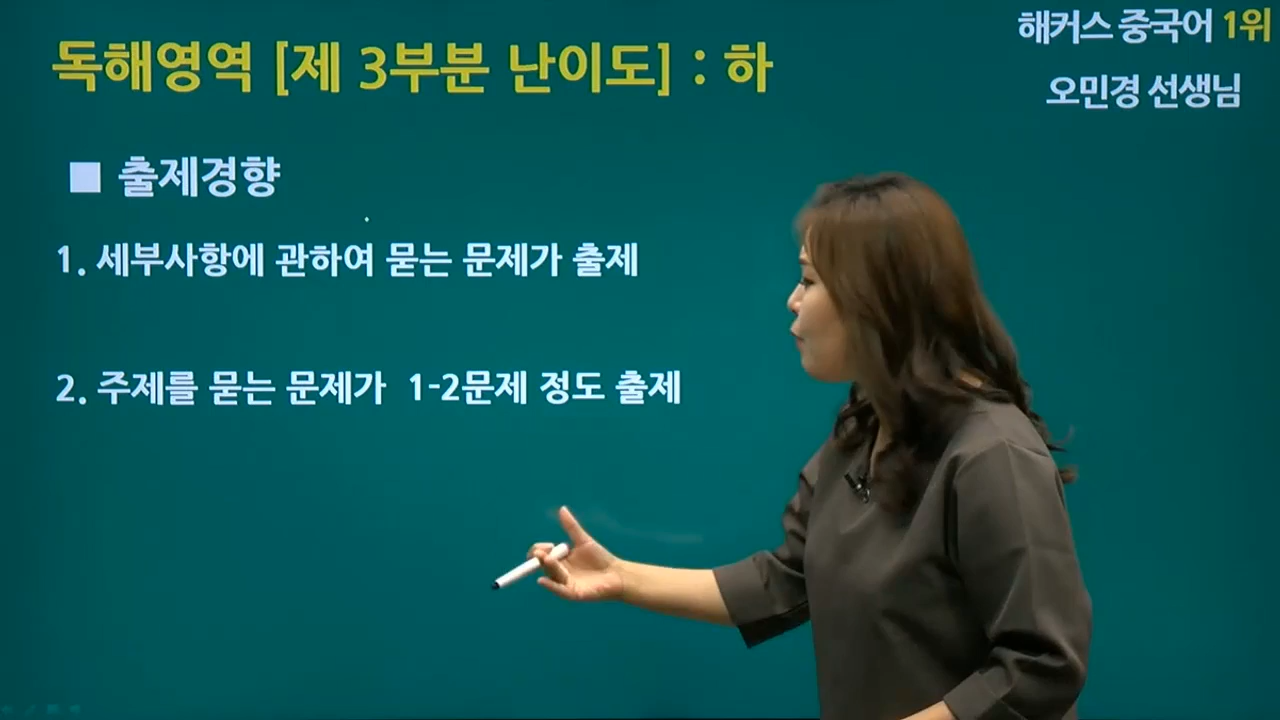 해커스 중국어 1위
오민경 선생님
독해영역 [제 3부분 난이도] : 하
■ 출제경향
1. 세부사항에 관하여 묻는 문제가 출제
2. 주제를 묻는 문제가 1-2문제 정도 출제